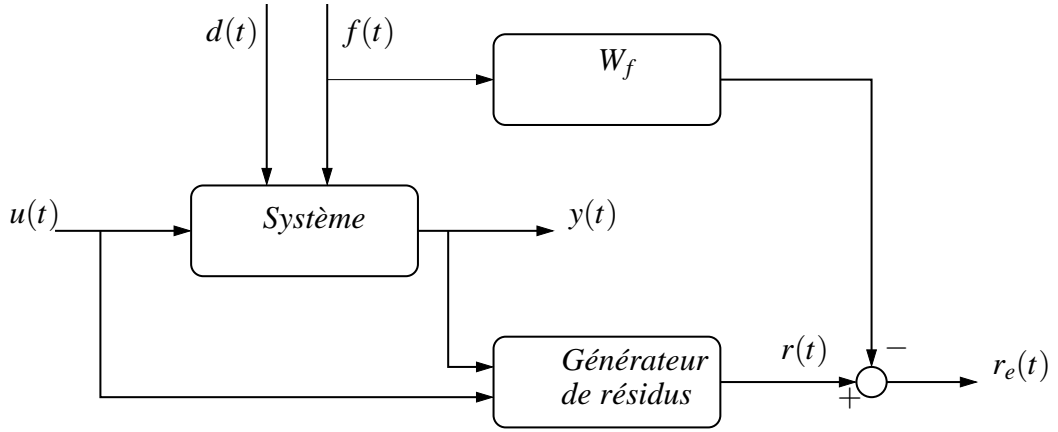 d(t)
f(t)
W_f
u(t)
Système
y(t)
Générateur
de résidus
r(t)
−
+
r_e(t)